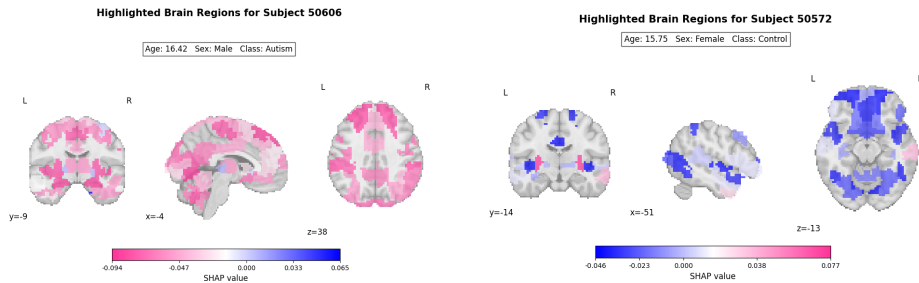 Highlighted Brain Regions for Subject 50606
Age: 16.42 Sex: Male Class: Autism
L R L R
y=-9 x=-4 z=38
-0.094 -0.047 0.000 0.033 0.065
SHAP value
Highlighted Brain Regions for Subject 50572
Age: 15.75 Sex: Female Class: Control
L R L
y=-14 x=-51 z=-13
-0.046 -0.023 0.000 0.038 0.077
SHAP value